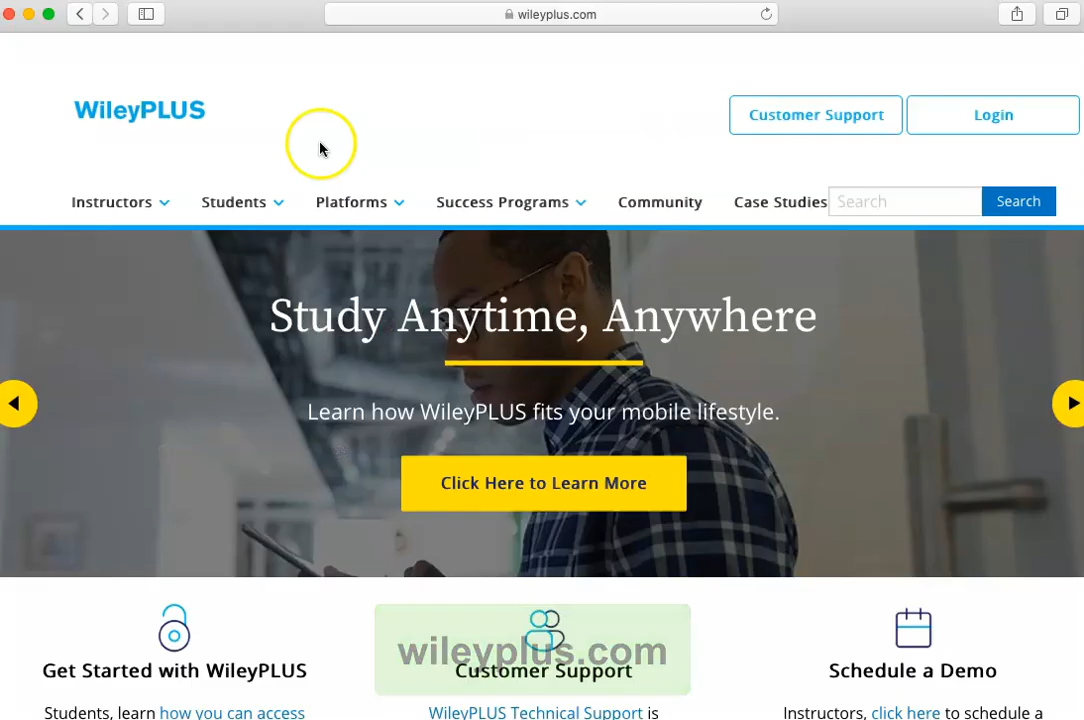 wileyplus.com
WileyPLUS
Customer Support
Login
Instructors
Students
Platforms
Success Programs
Community
Case Studies
Search
Search
Study Anytime, Anywhere
Learn how WileyPLUS fits your mobile lifestyle.
Click Here to Learn More
wileyplus.com
Get Started with WileyPLUS
Customer Support
Schedule a Demo
Students, learn how you can access
WileyPLUS Technical Support is
Instructors, click here to schedule a